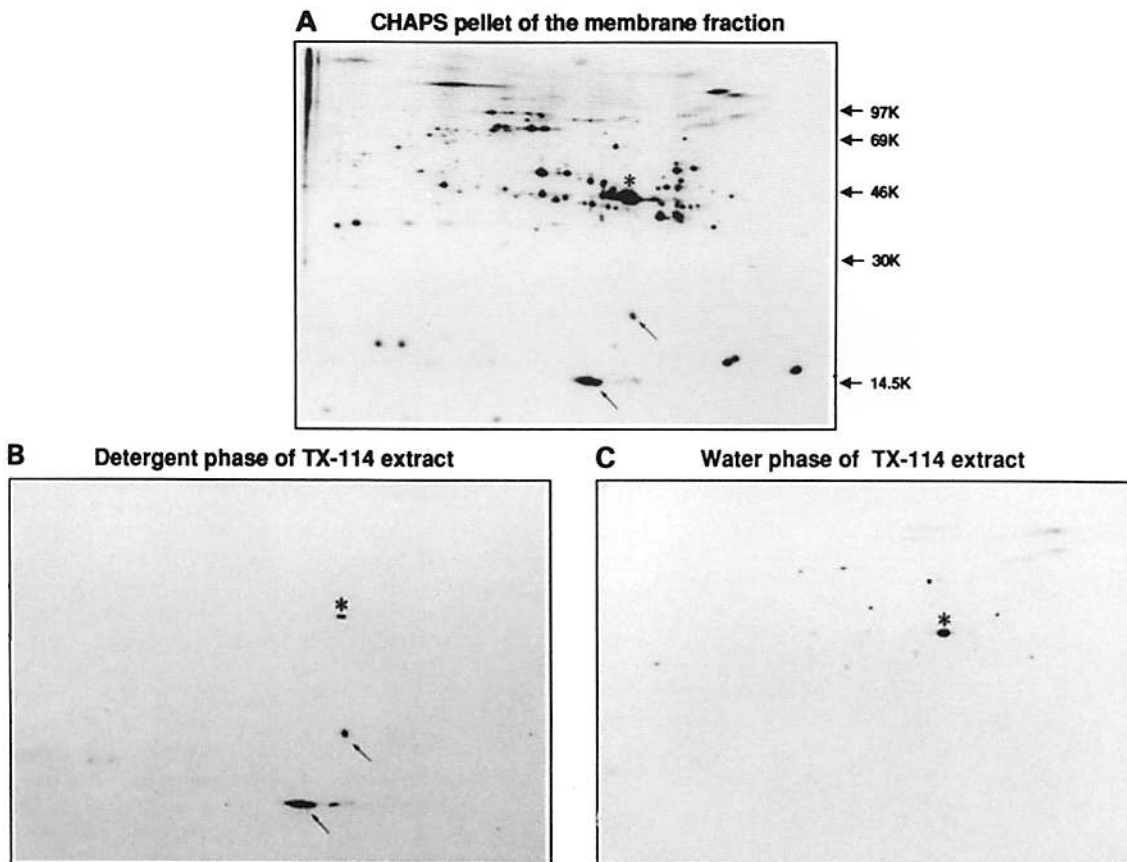 A CHAPS pellet of the membrane fraction
97K
69K
*
46K
30K
14.5K
B Detergent phase of TX-114 extract
*
C Water phase of TX-114 extract
*